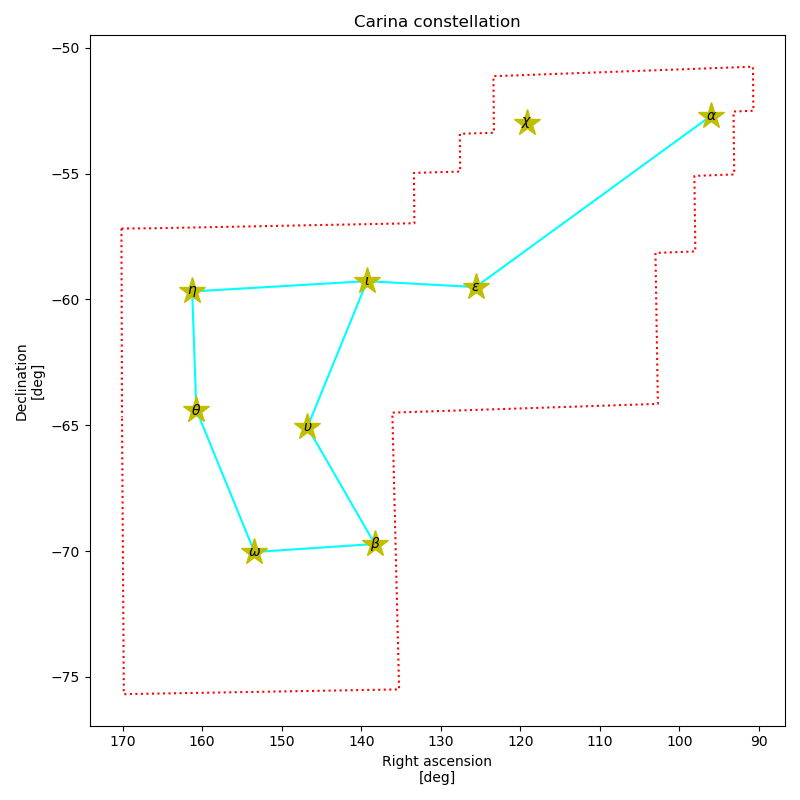 Carina constellation
−50
−55
−60
−65
−70
−75
Declination
[deg]
χ
α
η
ι
ε
θ
υ
ω
β
170
160
150
140
130
120
110
100
90
Right ascension
[deg]